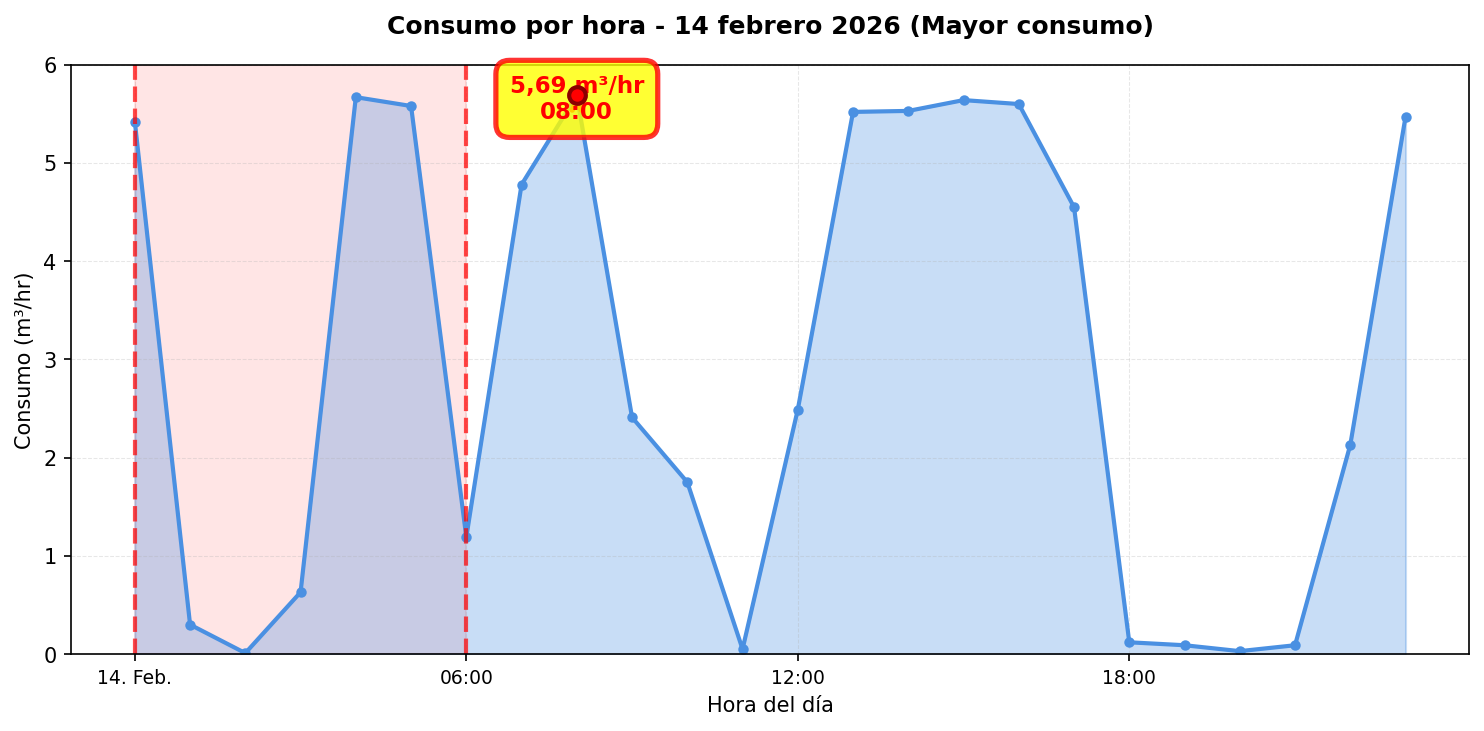 Consumo por hora - 14 febrero 2026 (Mayor consumo)
5,69 m³/hr
08:00
Consumo (m³/hr)
6
5
4
3
2
1
0
14. Feb.
06:00
12:00
18:00
Hora del día